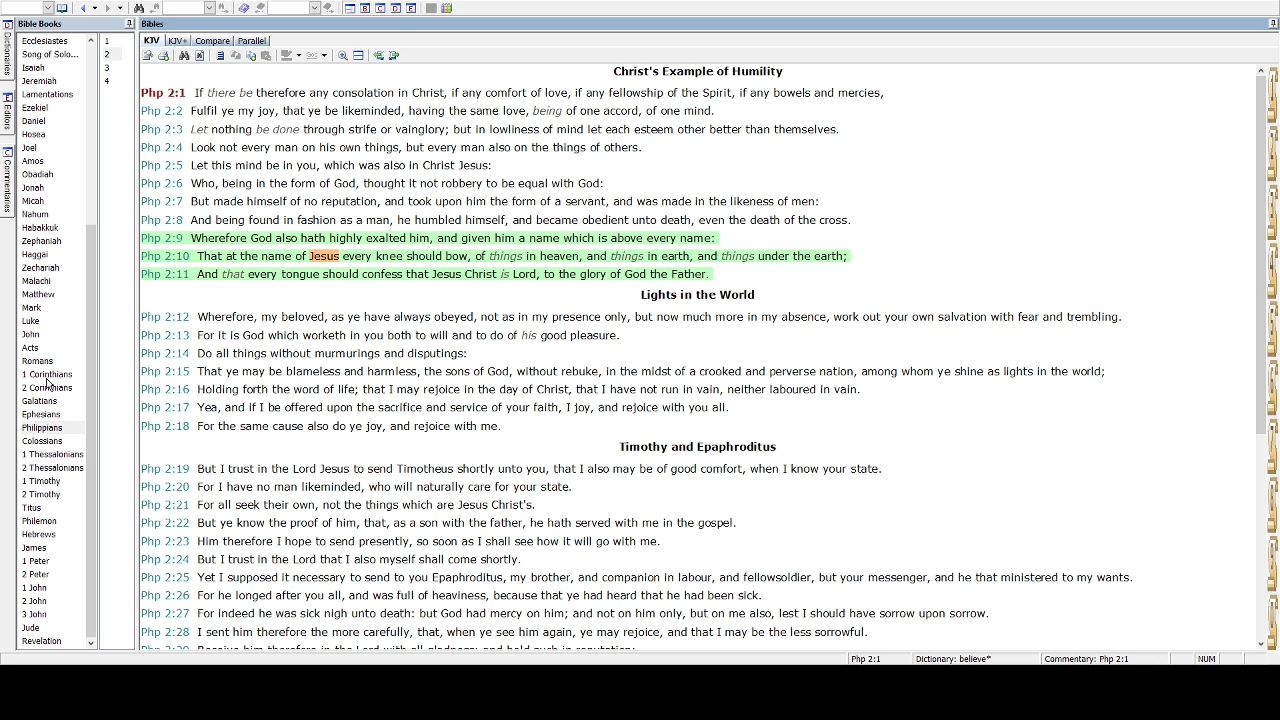 Bible Books
Bibles
Dictionaries
Editors
Commentaries
Ecclesiastes
Song of Solo...
Isaiah
Jeremiah
Lamentations
Ezekiel
Daniel
Hosea
Joel
Amos
Obadiah
Jonah
Micah
Nahum
Habakkuk
Zephaniah
Haggai
Zechariah
Malachi
Matthew
Mark
Luke
John
Acts
Romans
1 Corinthians
2 Corinthians
Galatians
Ephesians
Philippians
Colossians
1 Thessalonians
2 Thessalonians
1 Timothy
2 Timothy
Titus
Philemon
Hebrews
James
1 Peter
2 Peter
1 John
2 John
3 John
Jude
Revelation
1
2
3
4
KJV KJV+ Compare Parallel
Christ's Example of Humility
Php 2:1 If there be therefore any consolation in Christ, if any comfort of love, if any fellowship of the Spirit, if any bowels and mercies,
Php 2:2 Fulfil ye my joy, that ye be likeminded, having the same love, being of one accord, of one mind.
Php 2:3 Let nothing be done through strife or vainglory; but in lowliness of mind let each esteem other better than themselves.
Php 2:4 Look not every man on his own things, but every man also on the things of others.
Php 2:5 Let this mind be in you, which was also in Christ Jesus:
Php 2:6 Who, being in the form of God, thought it not robbery to be equal with God:
Php 2:7 But made himself of no reputation, and took upon him the form of a servant, and was made in the likeness of men:
Php 2:8 And being found in fashion as a man, he humbled himself, and became obedient unto death, even the death of the cross.
Php 2:9 Wherefore God also hath highly exalted him, and given him a name which is above every name:
Php 2:10 That at the name of Jesus every knee should bow, of things in heaven, and things in earth, and things under the earth;
Php 2:11 And that every tongue should confess that Jesus Christ is Lord, to the glory of God the Father.
Lights in the World
Php 2:12 Wherefore, my beloved, as ye have always obeyed, not as in my presence only, but now much more in my absence, work out your own salvation with fear and trembling.
Php 2:13 For it is God which worketh in you both to will and to do of his good pleasure.
Php 2:14 Do all things without murmurings and disputings:
Php 2:15 That ye may be blameless and harmless, the sons of God, without rebuke, in the midst of a crooked and perverse nation, among whom ye shine as lights in the world;
Php 2:16 Holding forth the word of life; that I may rejoice in the day of Christ, that I have not run in vain, neither laboured in vain.
Php 2:17 Yea, and if I be offered upon the sacrifice and service of your faith, I joy, and rejoice with you all.
Php 2:18 For the same cause also do ye joy, and rejoice with me.
Timothy and Epaphroditus
Php 2:19 But I trust in the Lord Jesus to send Timotheus shortly unto you, that I also may be of good comfort, when I know your state.
Php 2:20 For I have no man likeminded, who will naturally care for your state.
Php 2:21 For all seek their own, not the things which are Jesus Christ's.
Php 2:22 But ye know the proof of him, that, as a son with the father, he hath served with me in the gospel.
Php 2:23 Him therefore I hope to send presently, so soon as I shall see how it will go with me.
Php 2:24 But I trust in the Lord that I also myself shall come shortly.
Php 2:25 Yet I supposed it necessary to send to you Epaphroditus, my brother, and companion in labour, and fellowsoldier, but your messenger, and he that ministered to my wants.
Php 2:26 For he longed after you all, and was full of heaviness, because that ye had heard that he had been sick.
Php 2:27 For indeed he was sick nigh unto death: but God had mercy on him; and not on him only, but on me also, lest I should have sorrow upon sorrow.
Php 2:28 I sent him therefore the more carefully, that, when ye see him again, ye may rejoice, and that I may be the less sorrowful.
Php 2:1 Dictionary: believe* Commentary: Php 2:1 NUM